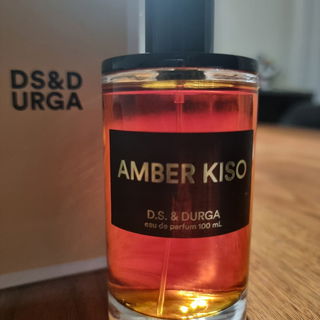 DS&D
URGA
AMBER KISO
D.S. & DURGA
eau de parfum 100 ml.